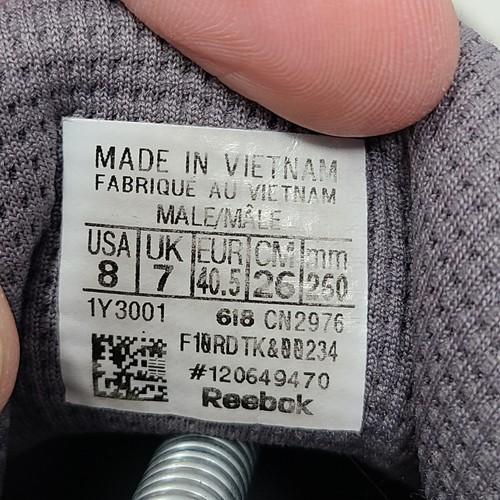 MADE IN VIETNAM
FABRIQUE AU VIETNAM
MALE/MÂLE
USA UK EUR CM mm
8 7 40.5 26 260
1Y3001 618 CN2976
#120649470
Reebok